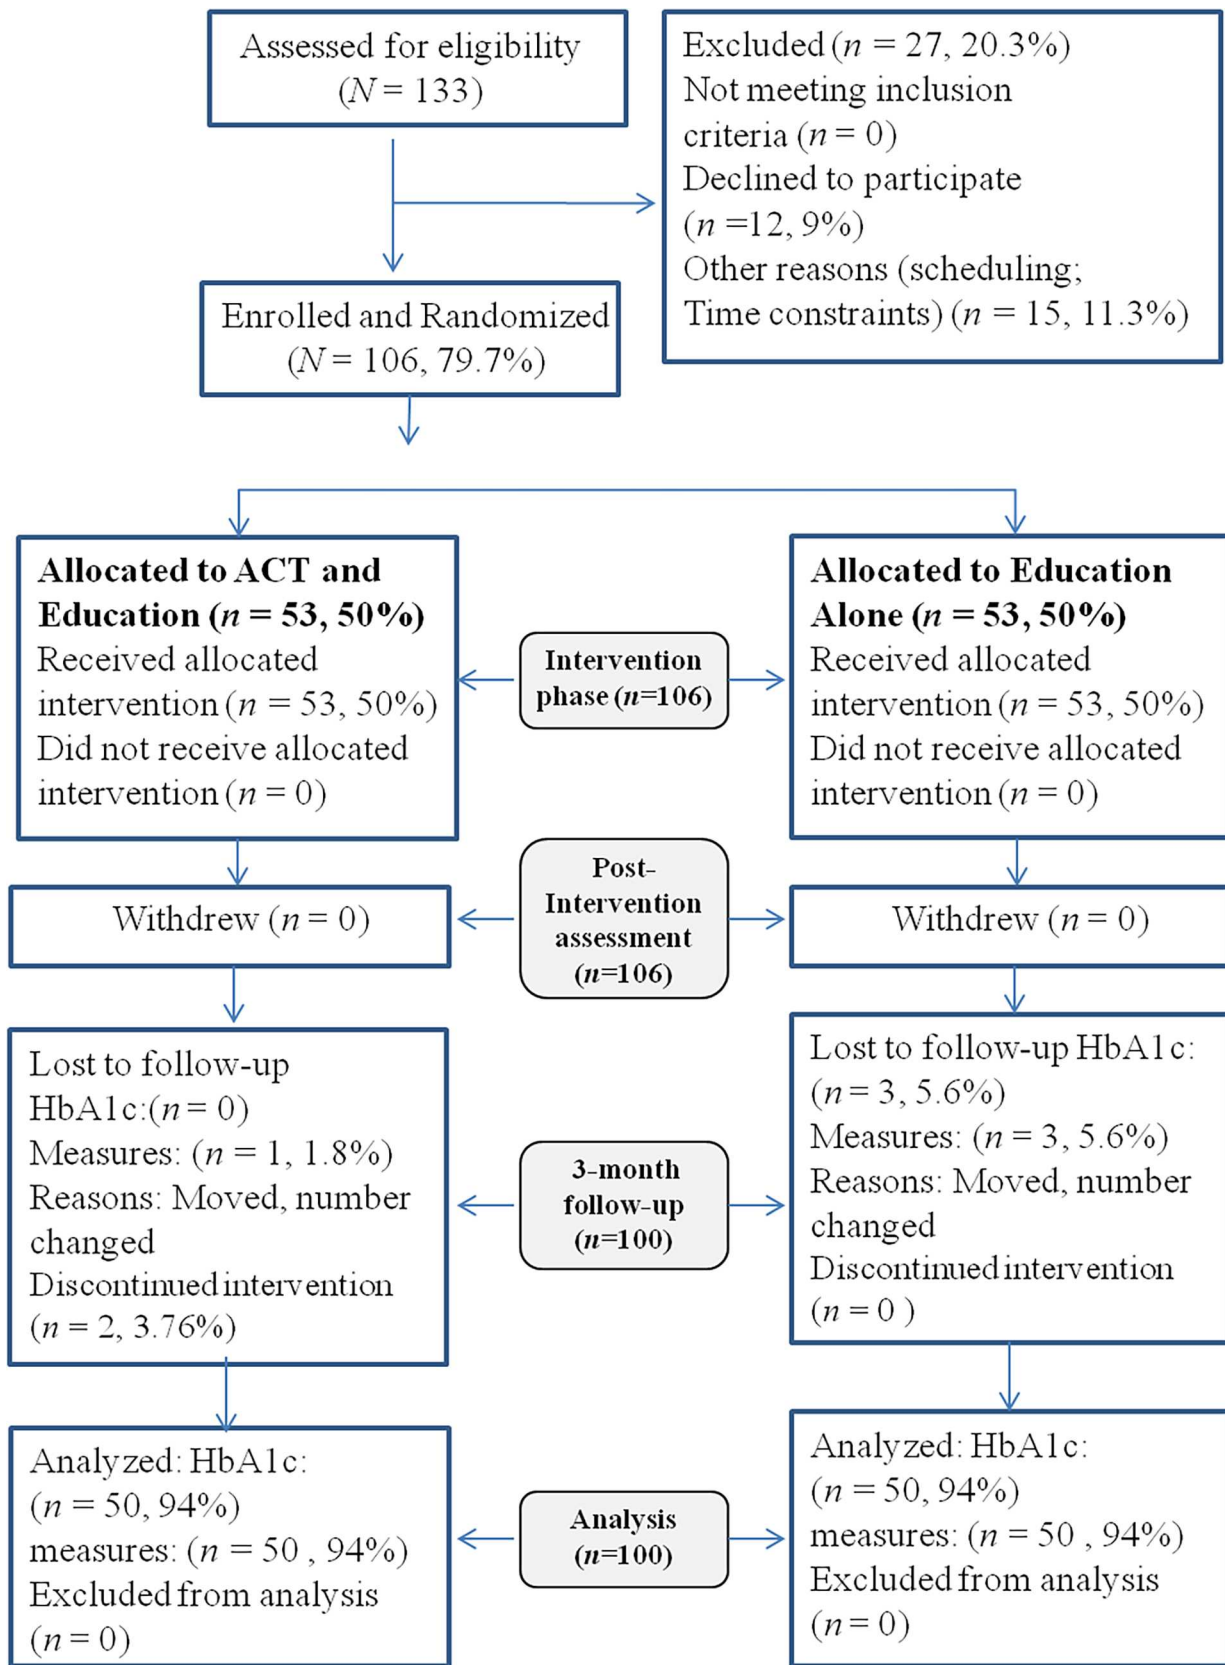 Assessed for eligibility
(N = 133)
Excluded (n = 27, 20.3%)
Not meeting inclusion
criteria (n = 0)
Declined to participate
(n =12, 9%)
Other reasons (scheduling;
Time constraints) (n = 15, 11.3%)
Enrolled and Randomized
(N = 106, 79.7%)
Allocated to ACT and
Education (n = 53, 50%)
Received allocated
intervention (n = 53, 50%)
Did not receive allocated
intervention (n = 0)
Intervention
phase (n=106)
Allocated to Education
Alone (n = 53, 50%)
Received allocated
intervention (n = 53, 50%)
Did not receive allocated
intervention (n = 0)
Withdrew (n = 0)
Post-
Intervention
assessment
(n=106)
Withdrew (n = 0)
Lost to follow-up
HbA1c:(n = 0)
Measures: (n = 1, 1.8%)
Reasons: Moved, number
changed
Discontinued intervention
(n = 2, 3.76%)
3-month
follow-up
(n=100)
Lost to follow-up HbA1c:
(n = 3, 5.6%)
Measures: (n = 3, 5.6%)
Reasons: Moved, number
changed
Discontinued intervention
(n = 0 )
Analyzed: HbA1c:
(n = 50, 94%)
measures: (n = 50 , 94%)
Excluded from analysis
(n = 0)
Analysis
(n=100)
Analyzed: HbA1c:
(n = 50, 94%)
measures: (n = 50 , 94%)
Excluded from analysis
(n = 0)